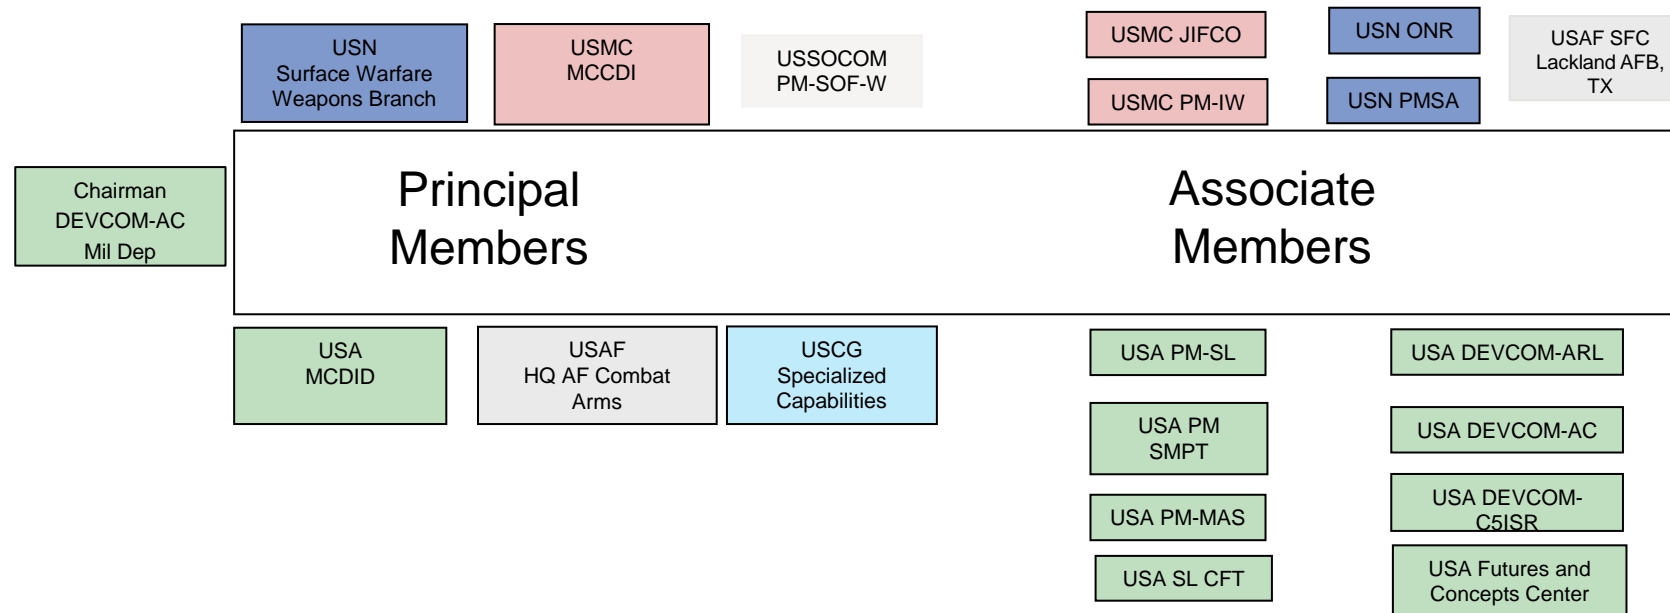 USN
Surface Warfare
Weapons Branch
USMC
MCCDI
USSOCOM
PM-SOF-W
USMC JIFCO
USMC PM-IW
USN ONR
USN PMSA
USAF SFC
Lackland AFB,
TX
Chairman
DEVCOM-AC
Mil Dep
Principal
Members
Associate
Members
USA
MCDID
USAF
HQ AF Combat
Arms
USCG
Specialized
Capabilities
USA PM-SL
USA PM
SMPT
USA PM-MAS
USA SL CFT
USA DEVCOM-ARL
USA DEVCOM-AC
USA DEVCOM-
C5ISR
USA Futures and
Concepts Center